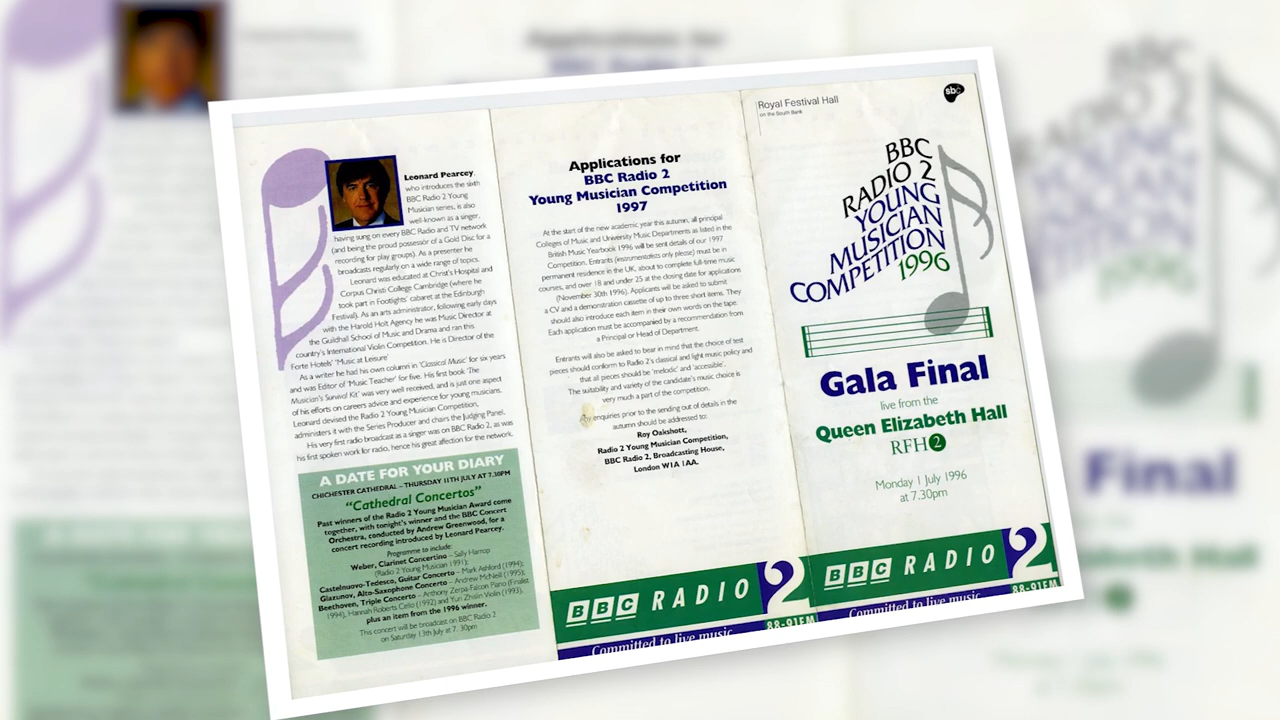 Leonard Pearcey,
who introduces the sixth
BBC Radio 2 Young
Musician series, is also
well-known as a singer,
having sung on every BBC Radio and TV network
(and being the proud possessor of a Gold Disc for a
recording for play groups). As a presenter he
broadcasts regularly on a wide range of topics.
Leonard was educated at Christ's Hospital and
Corpus Christi College Cambridge (where he
took part in Footlights' cabaret at the Edinburgh
Festival). As an arts administrator, following early days
with the Harold Holt Agency he was Music Director at
the Guildhall School of Music and Drama and ran this
country's International Violin Competition. He is Director of the
Forte Hotels' 'Music at Leisure'
As a writer he had his own column in 'Classical Music' for six years
and was Editor of 'Music Teacher' for five. His first book 'The
Musician's Survival Kit' was very well received, and is just one aspect
of his efforts on careers advice and experience for young musicians.
Leonard devised the Radio 2 Young Musician Competition,
administers it with the Series Producer and chairs the Judging Panel.
His very first radio broadcast as a singer was on BBC Radio 2, as was
his first spoken work for radio, hence his great affection for the network.
A DATE FOR YOUR DIARY
CHICHESTER CATHEDRAL – THURSDAY 11TH JULY AT 7.30PM
"Cathedral Concertos"
Past winners of the Radio 2 Young Musician Award come
together, with tonight's winner and the BBC Concert
Orchestra, conducted by Andrew Greenwood, for a
concert recording introduced by Leonard Pearcey.
Programme to include:
Weber, Clarinet Concertino – Sally Harrop
(Radio 2 Young Musician 1991);
Castelnuovo-Tedesco, Guitar Concerto – Mark Ashford (1994);
Glazunov, Alto-Saxophone Concerto – Andrew McNeill (1995);
Beethoven, Triple Concerto – Anthony Zerpa-Falcon Piano (Finalist
1994), Hannah Roberts Cello (1992) and Yuri Zhislin Violin (1993),
plus an item from the 1996 winner.
This concert will be broadcast on BBC Radio 2
on Saturday 13th July at 7. 30pm
Applications for
BBC Radio 2
Young Musician Competition
1997
At the start of the new academic year this autumn, all principal
Colleges of Music and University Music Departments as listed in the
British Music Yearbook 1996 will be sent details of our 1997
Competition. Entrants (instrumentalists only please) must be in
permanent residence in the UK, about to complete full-time music
courses, and over 18 and under 25 at the closing date for applications
(November 30th 1996). Applicants will be asked to submit
a CV and a demonstration cassette of up to three short items. They
should also introduce each item in their own words on the tape.
Each application must be accompanied by a recommendation from
a Principal or Head of Department.
Entrants will also be asked to bear in mind that the choice of test
pieces should conform to Radio 2's classical and light music policy and
that all pieces should be 'melodic' and 'accessible'.
The suitability and variety of the candidate's music choice is
very much a part of the competition.
Any enquiries prior to the sending out of details in the
autumn should be addressed to:
Roy Oakshott,
Radio 2 Young Musician Competition,
BBC Radio 2, Broadcasting House,
London W1A 1AA.
BBC RADIO 2
88-91FM
Committed to live music
Royal Festival Hall
on the South Bank
sbc
BBC
RADIO 2
YOUNG
MUSICIAN
COMPETITION
1996
Gala Final
live from the
Queen Elizabeth Hall
RFH2
Monday 1 July 1996
at 7.30pm
BBC RADIO 2
88-91FM
Committed to live music